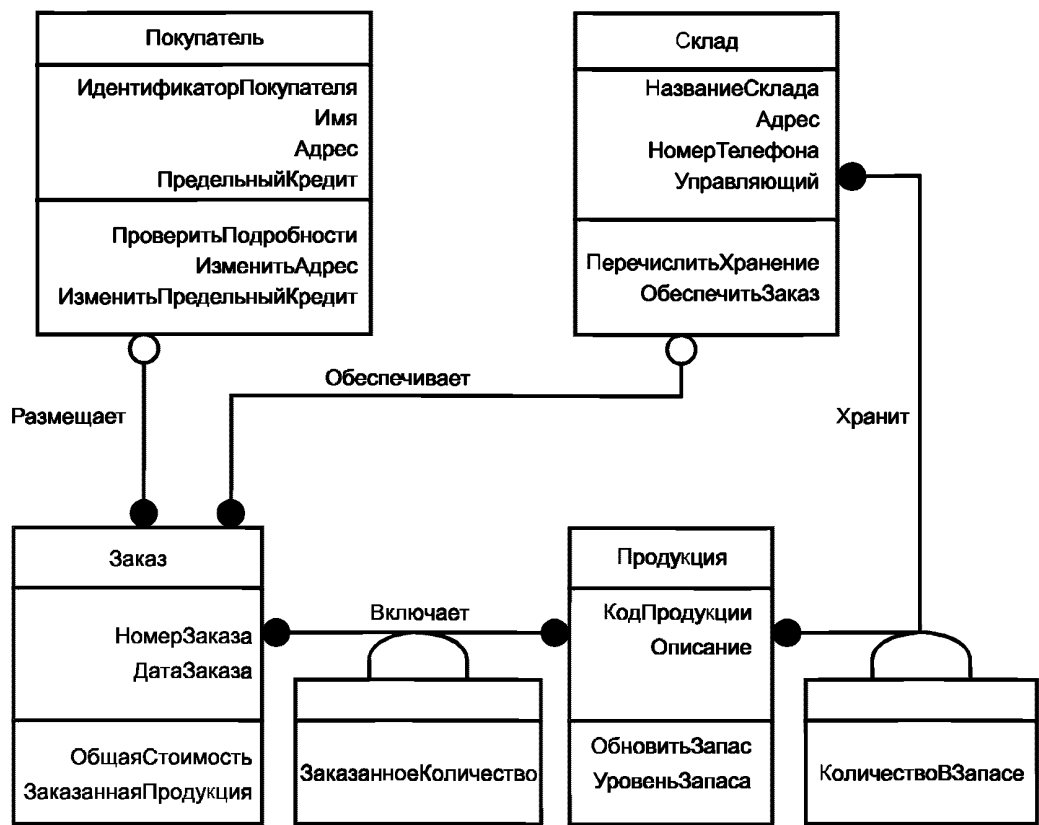 Покупатель
ИдентификаторПокупателя
Имя
Адрес
ПредельныйКредит
ПроверитьПодробности
ИзменитьАдрес
ИзменитьПредельныйКредит
Склад
НазваниеСклада
Адрес
НомерТелефона
Управляющий
ПеречислитьХранение
ОбеспечитьЗаказ
Размещает
Обеспечивает
Хранит
Заказ
НомерЗаказа
ДатаЗаказа
ОбщаяСтоимость
ЗаказаннаяПродукция
Включает
ЗаказанноеКоличество
Продукция
КодПродукции
Описание
ОбновитьЗапас
УровеньЗапаса
КоличествоВЗапасе